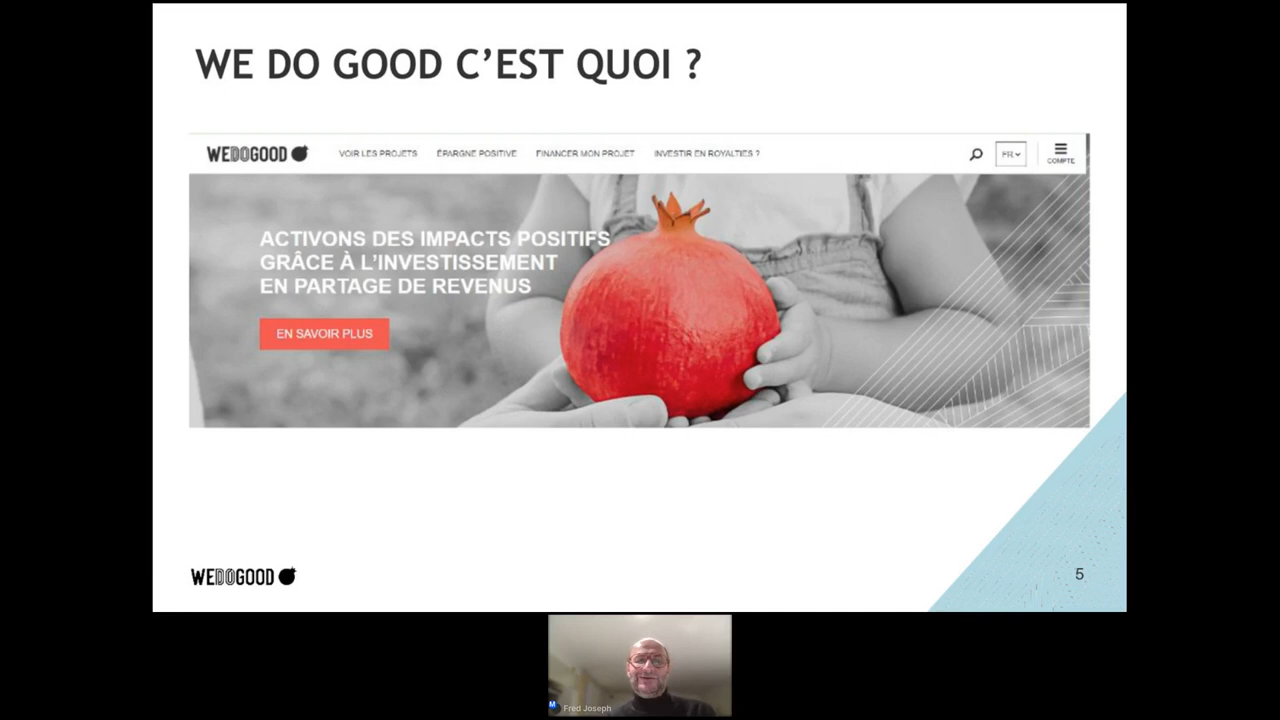 WE DO GOOD C’EST QUOI ?
WEDOGOOD
VOIR LES PROJETS ÉPARGNE POSITIVE FINANCER MON PROJET INVESTIR EN ROYALTIES ? FR
COMPTE
ACTIVONS DES IMPACTS POSITIFS
GRÂCE À L’INVESTISSEMENT
EN PARTAGE DE REVENUS
EN SAVOIR PLUS
WEDOGOOD
5
M Fred Joseph